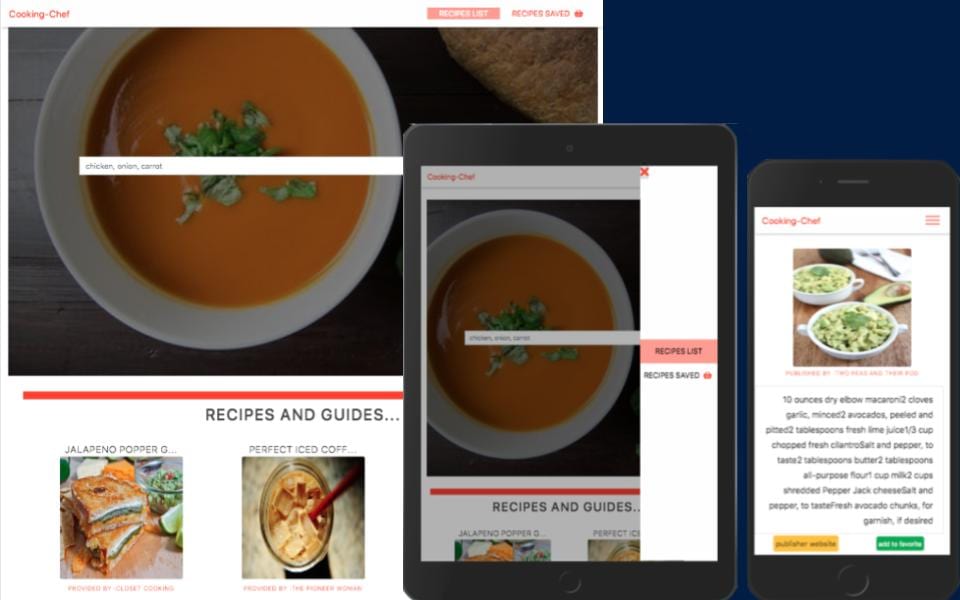 Cooking-Chef
RECIPES LIST
RECIPES SAVED
chicken, onion, carrot
RECIPES AND GUIDES...
JALAPENO POPPER G...
PERFECT ICED COFF...
PROVIDED BY :CLOSET COOKING
PROVIDED BY :THE PIONEER WOMAN
Cooking-Chef
chicken, onion, carrot
RECIPES LIST
RECIPES SAVED
RECIPES AND GUIDES..
JALAPENO POPPER G...
PERFECT ICE
Cooking-Chef
PUBLISHED BY :TWO PEAS AND THEIR POD
10 ounces dry elbow macaroni2 cloves
garlic, minced2 avocados, peeled and
pitted2 tablespoons fresh lime juice1/3 cup
chopped fresh cilantroSalt and pepper, to
taste2 tablespoons butter2 tablespoons
all-purpose flour1 cup milk2 cups
shredded Pepper Jack cheeseSalt and
pepper, to tasteFresh avocado chunks, for
garnish, if desired
publisher website
add to favorite